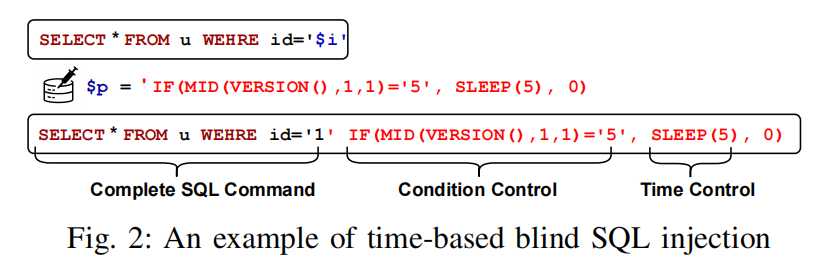 SELECT * FROM u WEHRE id='$i'
$p = 'IF(MID(VERSION(),1,1)='5', SLEEP(5), 0)
SELECT * FROM u WEHRE id='1' IF(MID(VERSION(),1,1)='5', SLEEP(5), 0)
Complete SQL Command Condition Control Time Control
Fig. 2: An example of time-based blind SQL injection